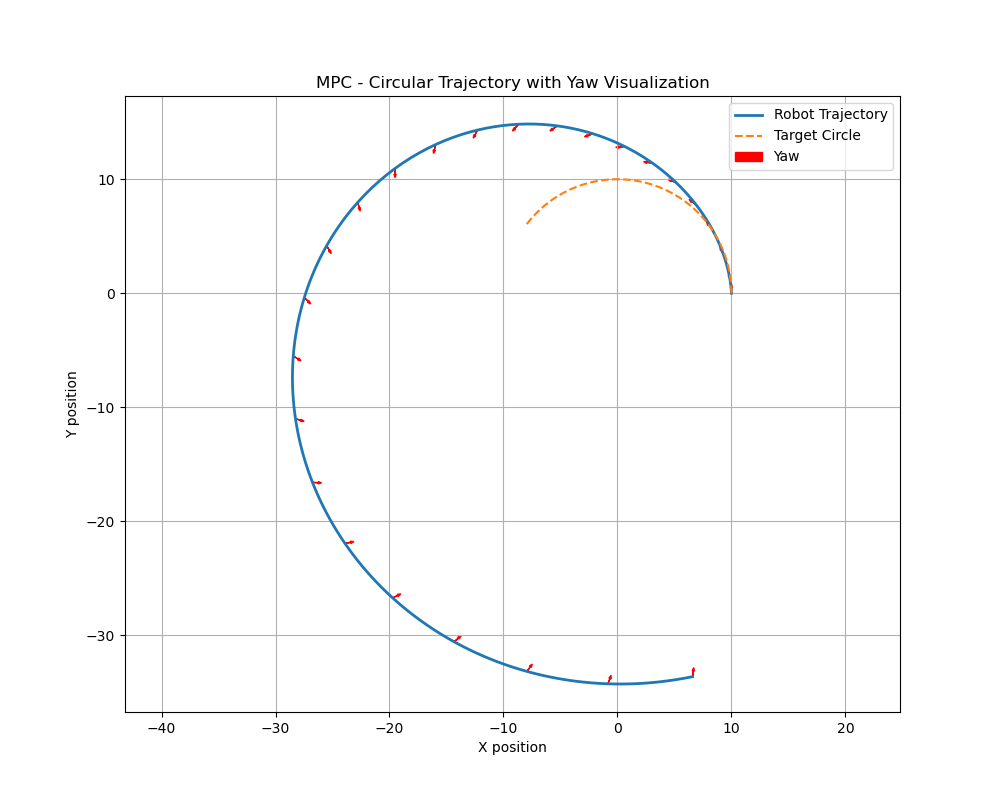 MPC - Circular Trajectory with Yaw Visualization
Robot Trajectory
Target Circle
Yaw
10
0
−10
−20
−30
Y position
−40
−30
−20
−10
0
10
20
X position